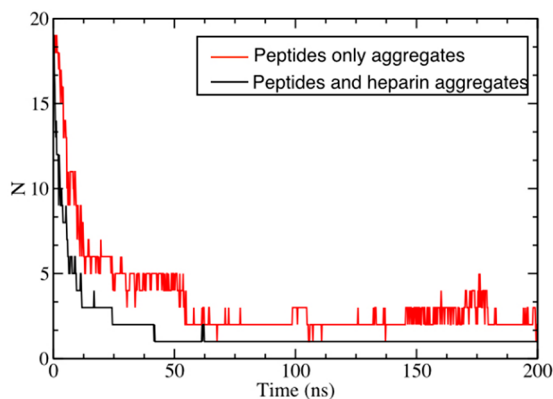 20
Peptides only aggregates
Peptides and heparin aggregates
15
N
10
5
0
0 50 100 150 200
Time (ns)